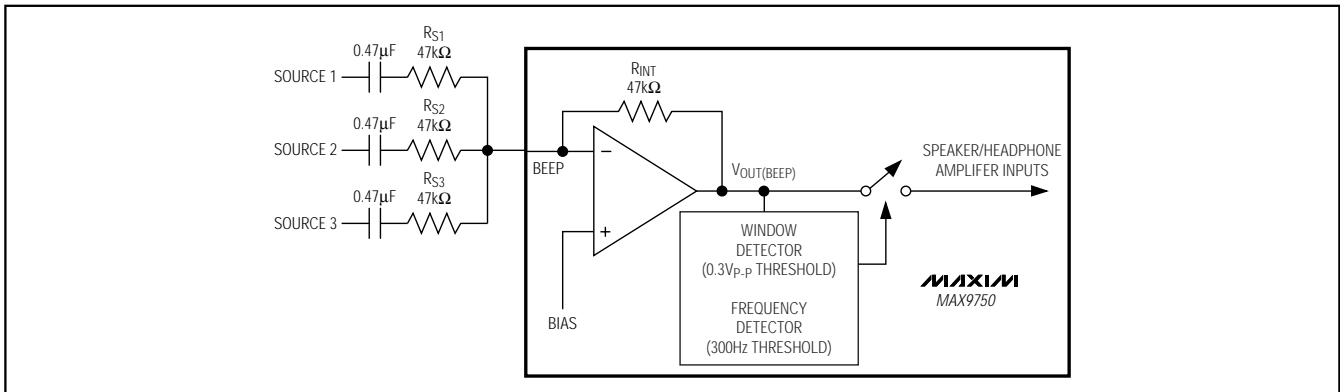 RS1
0.47µF
47kΩ
SOURCE 1
RS2
0.47µF
47kΩ
SOURCE 2
RS3
0.47µF
47kΩ
SOURCE 3
BEEP
RINT
47kΩ
−
+
BIAS
VOUT(BEEP)
WINDOW
DETECTOR
(0.3VP-P THRESHOLD)
FREQUENCY
DETECTOR
(300Hz THRESHOLD)
SPEAKER/HEADPHONE
AMPLIFER INPUTS
MAXIM
MAX9750